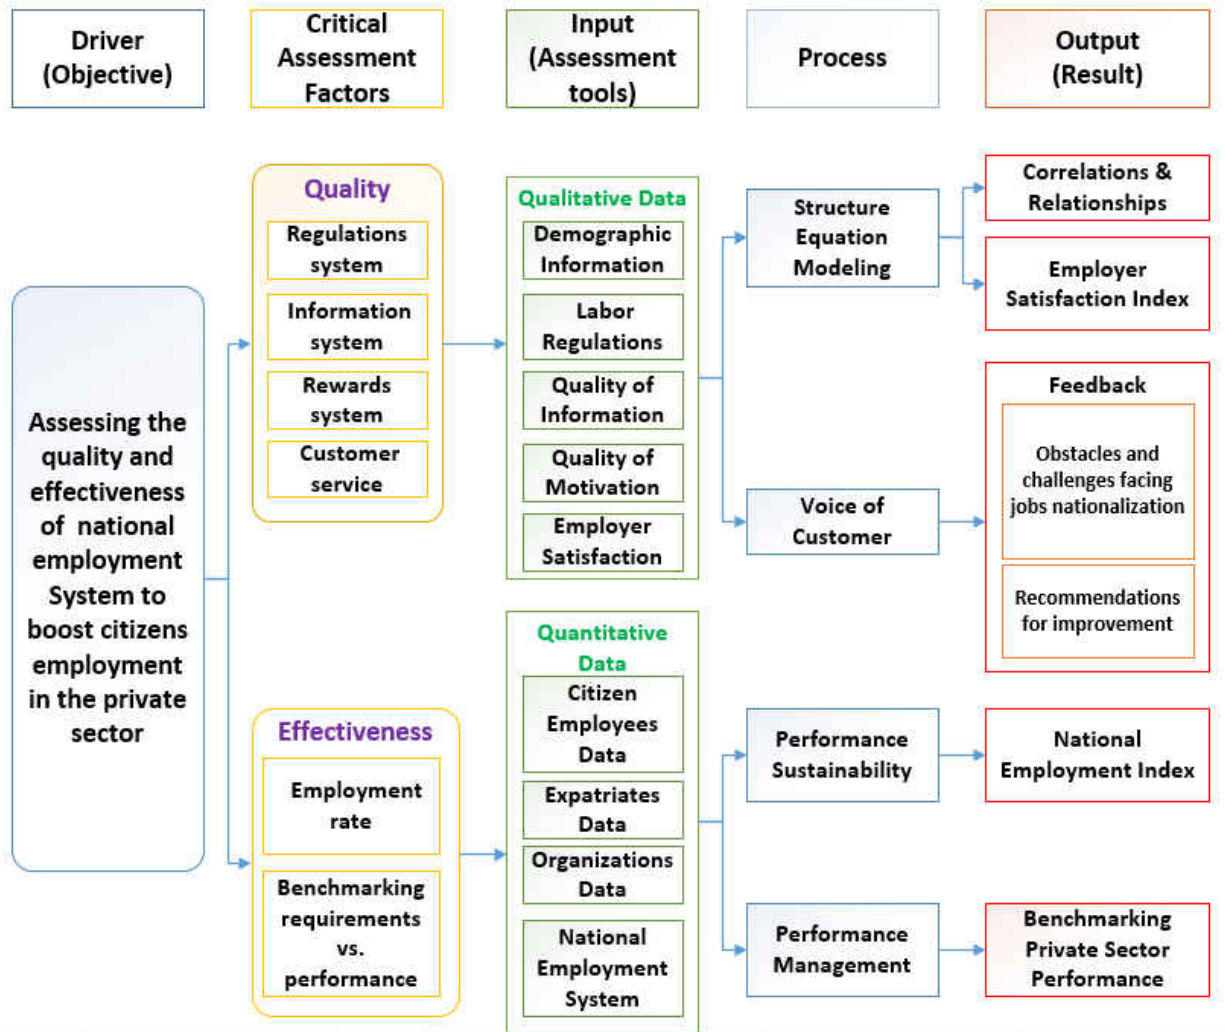 Driver
(Objective)
Critical
Assessment
Factors
Input
(Assessment
tools)
Process
Output
(Result)
Assessing the
quality and
effectiveness
of national
employment
System to
boost citizens
employment
in the private
sector
Quality
Regulations
system
Information
system
Rewards
system
Customer
service
Effectiveness
Employment
rate
Benchmarking
requirements
vs.
performance
Qualitative Data
Demographic
Information
Labor
Regulations
Quality of
Information
Quality of
Motivation
Employer
Satisfaction
Quantitative
Data
Citizen
Employees
Data
Expatriates
Data
Organizations
Data
National
Employment
System
Structure
Equation
Modeling
Voice of
Customer
Performance
Sustainability
Performance
Management
Correlations &
Relationships
Employer
Satisfaction Index
Feedback
Obstacles and
challenges facing
jobs nationalization
Recommendations
for improvement
National
Employment Index
Benchmarking
Private Sector
Performance